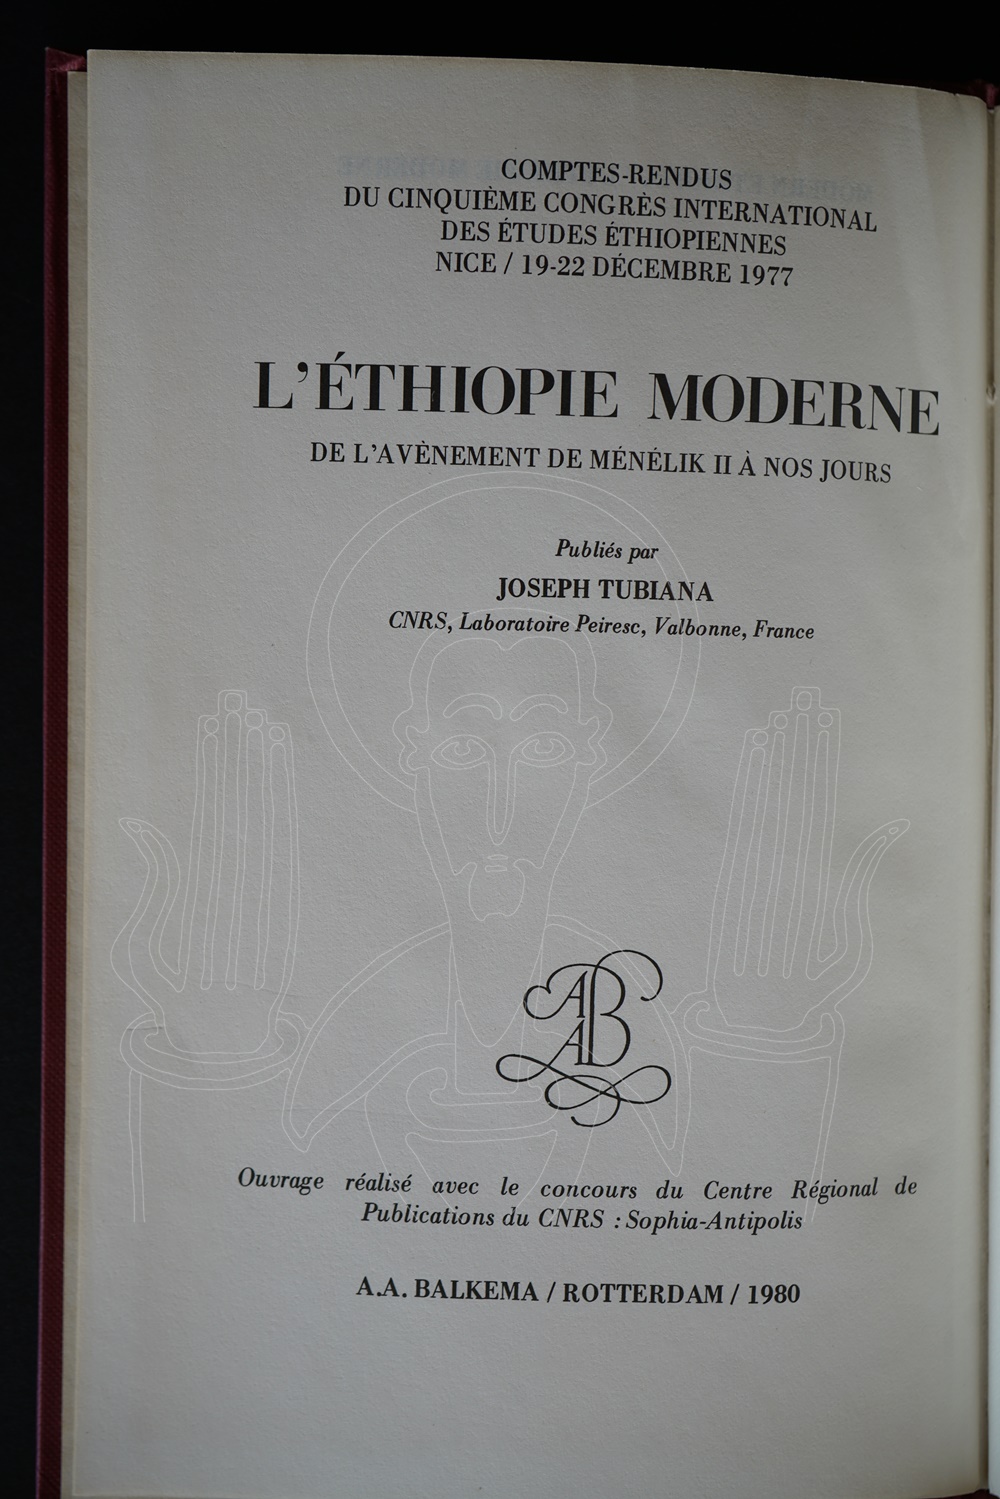 COMPTES-RENDUS
DU CINQUIÈME CONGRÈS INTERNATIONAL
DES ÉTUDES ÉTHIOPIENNES
NICE / 19-22 DÉCEMBRE 1977
L'ÉTHIOPIE MODERNE
DE L'AVÈNEMENT DE MÉNÉLIK II À NOS JOURS
Publiés par
JOSEPH TUBIANA
CNRS, Laboratoire Peiresc, Valbonne, France
AB
A
Ouvrage réalisé avec le concours du Centre Régional de
Publications du CNRS : Sophia-Antipolis
A.A. BALKEMA / ROTTERDAM / 1980